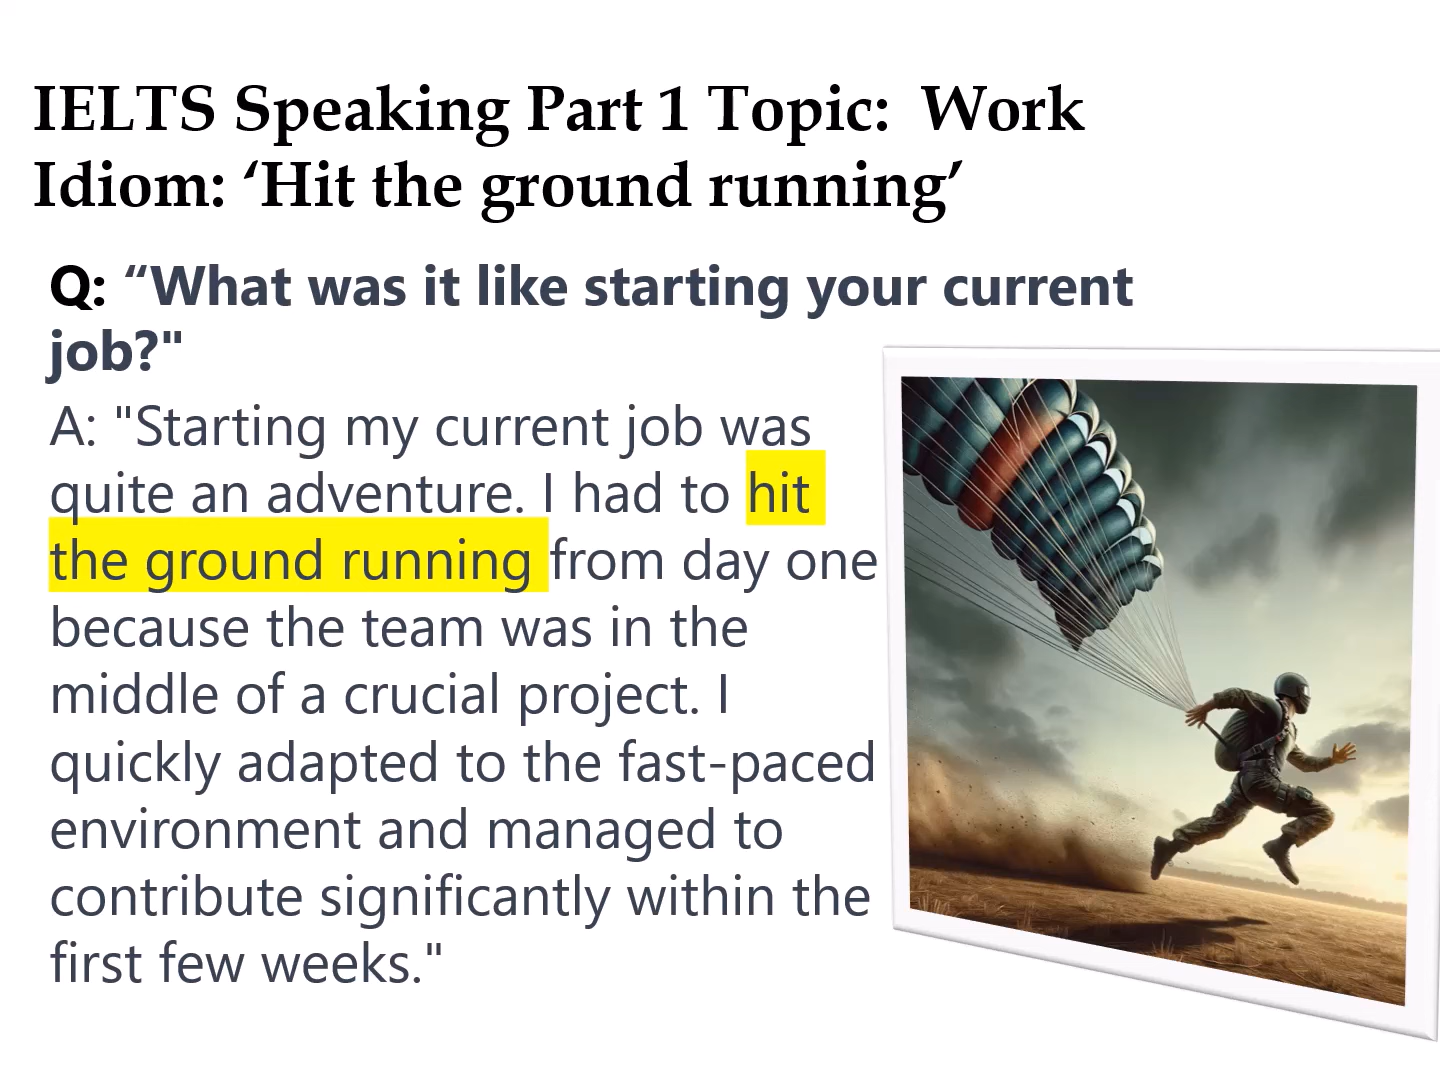 IELTS Speaking Part 1 Topic:  Work
Idiom: ‘Hit the ground running’
Q: “What was it like starting your current
job?"
A: "Starting my current job was
quite an adventure. I had to hit
the ground running from day one
because the team was in the
middle of a crucial project. I
quickly adapted to the fast-paced
environment and managed to
contribute significantly within the
first few weeks."